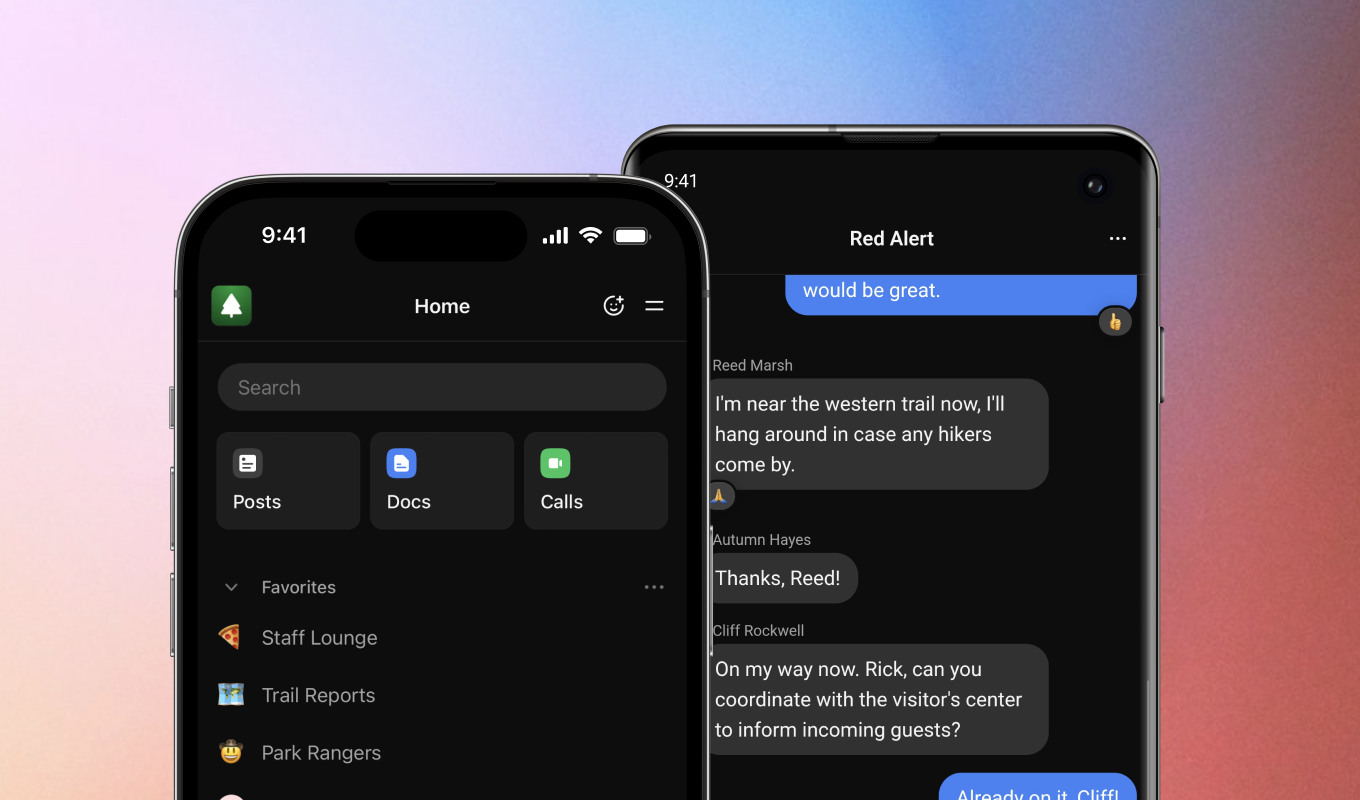 9:41
Home
Search
Posts
Docs
Calls
Favorites
Staff Lounge
Trail Reports
Park Rangers
9:41
Red Alert
would be great.
Reed Marsh
I'm near the western trail now, I'll
hang around in case any hikers
come by.
Autumn Hayes
Thanks, Reed!
Cliff Rockwell
On my way now. Rick, can you
coordinate with the visitor's center
to inform incoming guests?
Already on it, Cliff!